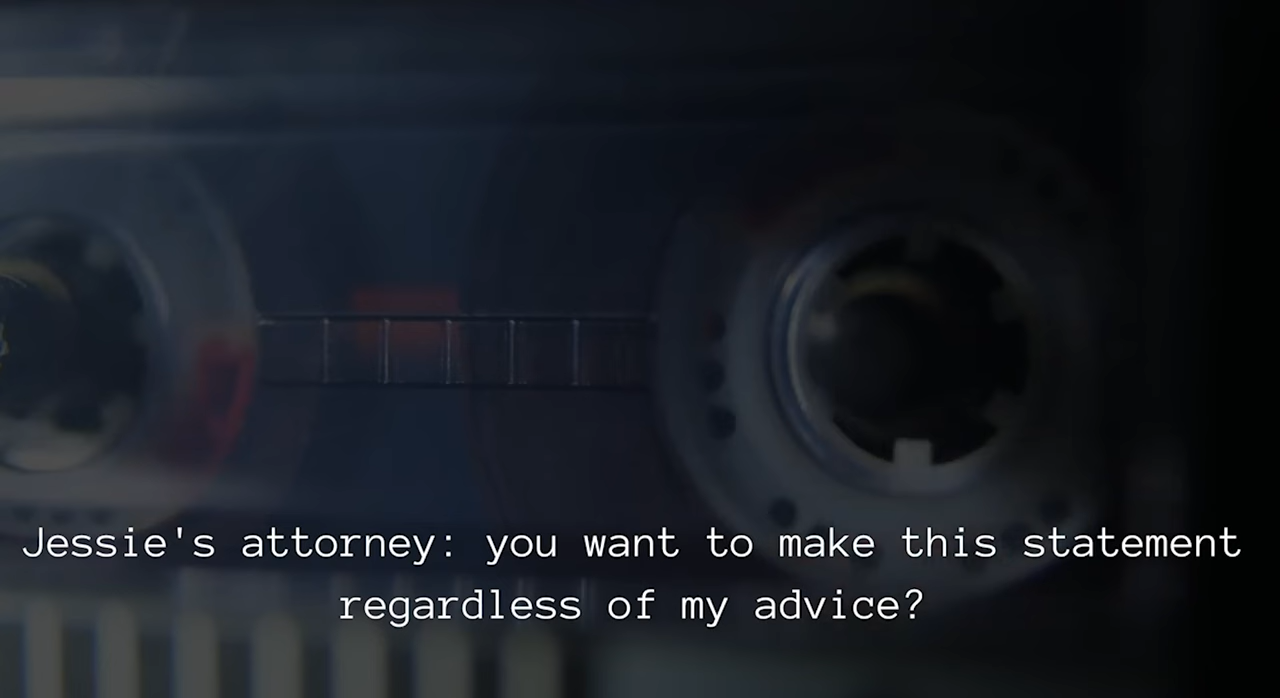 Jessie's attorney: you want to make this statement
regardless of my advice?